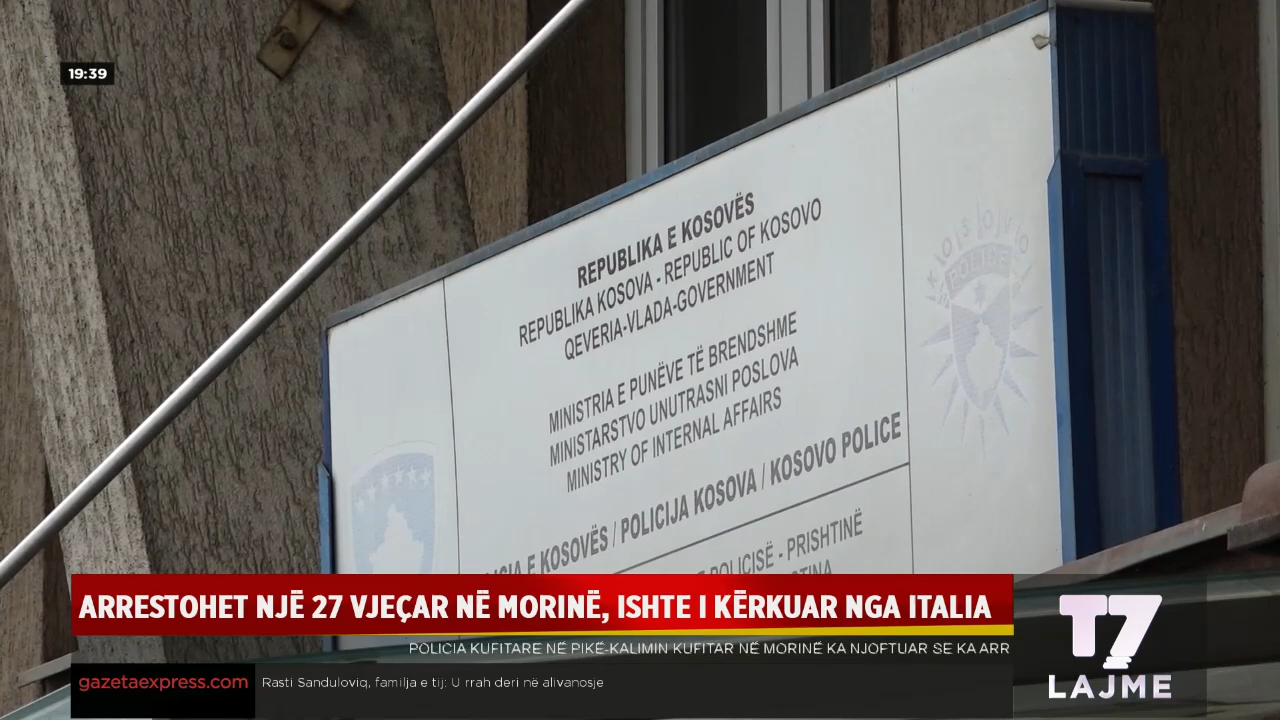 19:39
REPUBLIKA E KOSOVËS
REPUBLIKA KOSOVA - REPUBLIC OF KOSOVO
QEVERIA-VLADA-GOVERNMENT
MINISTRIA E PUNËVE TË BRENDSHME
MINISTARSTVO UNUTRASNI POSLOVA
MINISTRY OF INTERNAL AFFAIRS
E KOSOVËS / POLICIJA KOSOVA / KOSOVO POLICE
POLICISË - PRISHTINË
POLICE
ARRESTOHET NJË 27 VJEÇAR NË MORINË, ISHTE I KËRKUAR NGA ITALIA
POLICIA KUFITARE NË PIKË-KALIMIN KUFITAR NË MORINË KA NJOFTUAR SE KA ARR
gazetaexpress.com
Rasti Sanduloviq, familja e tij: U rrah deri në alivanosje
T7
LAJME